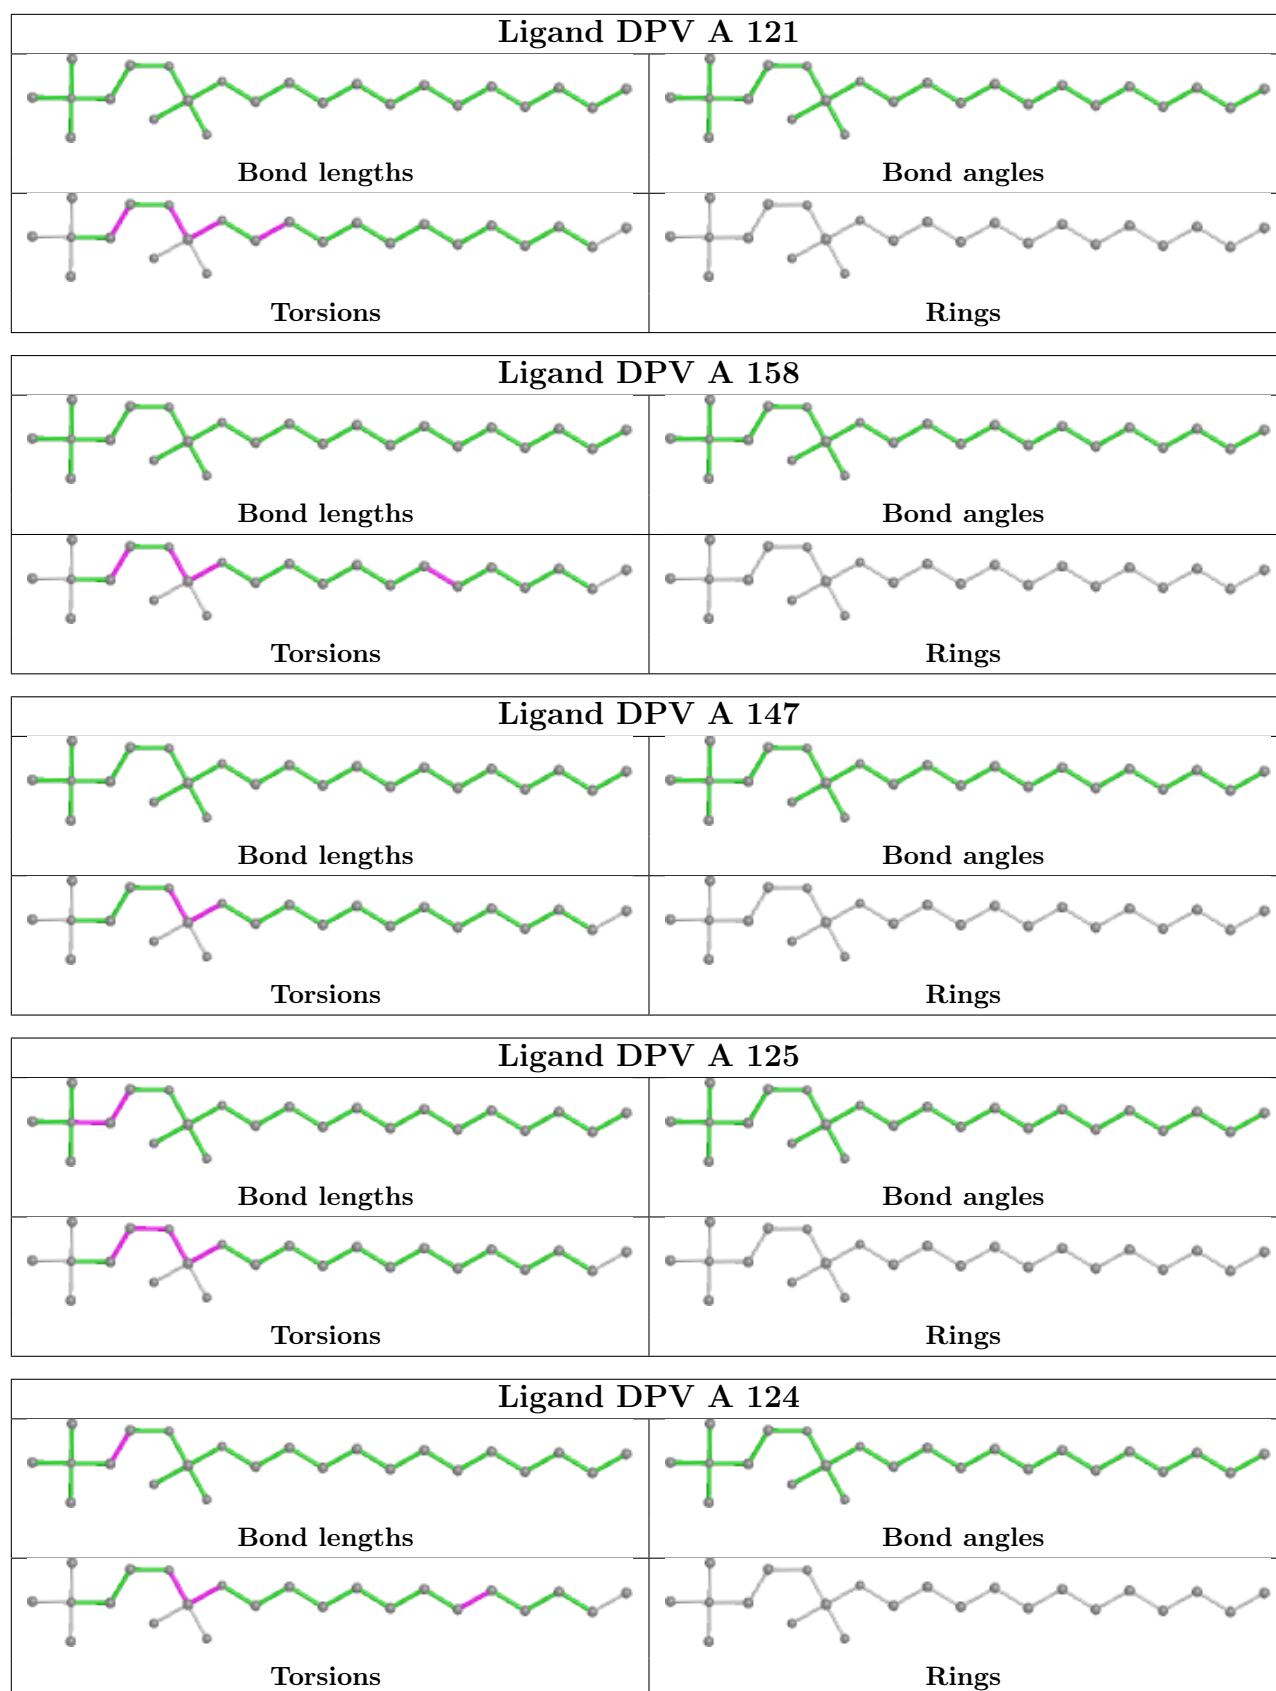 Ligand DPV A 121
Bond lengths
Bond angles
Torsions
Rings
Ligand DPV A 158
Bond lengths
Bond angles
Torsions
Rings
Ligand DPV A 147
Bond lengths
Bond angles
Torsions
Rings
Ligand DPV A 125
Bond lengths
Bond angles
Torsions
Rings
Ligand DPV A 124
Bond lengths
Bond angles
Torsions
Rings